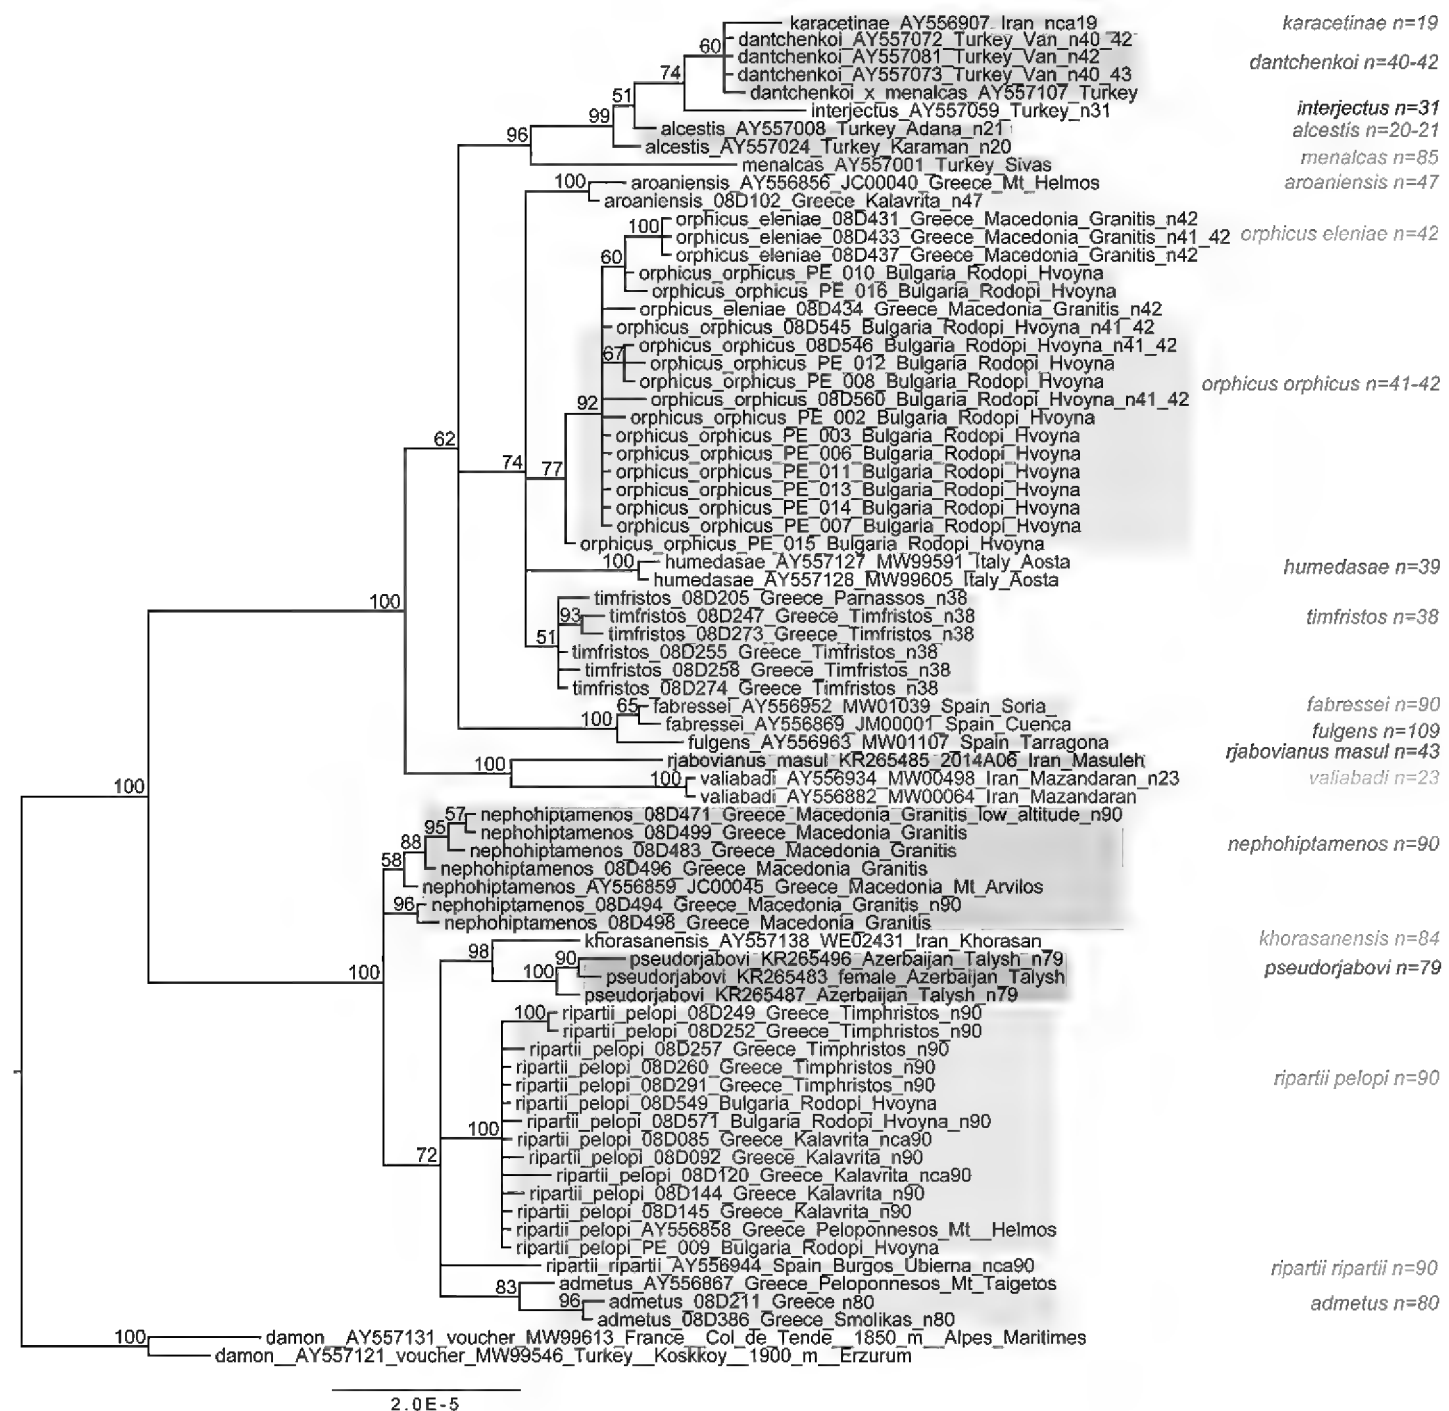 karacetinae_AY556907_Iran_nca19 karacetinae n=19
60 dantchenkoi_AY557072_Turkey_Van_n40_42
dantchenkoi_AY557081_Turkey_Van_n42 dantchenkoi n=40-42
74 dantchenkoi_AY557073_Turkey_Van_n40_43
51 dantchenkoi_x_menalcas_AY557107_Turkey
interjectus_AY557059_Turkey_n31 interjectus n=31
99 alcestis_AY557008_Turkey_Adana_n21 alcestis n=20-21
96 alcestis_AY557024_Turkey_Karaman_n20
menalcas_AY557001_Turkey_Sivas menalcas n=85
100 aroaniensis_AY556856_JC00040_Greece_Mt_Helmos aroaniensis n=47
aroaniensis_08D102_Greece_Kalavrita_n47
orphicus_eleniae_08D431_Greece_Macedonia_Granitis_n42
100 orphicus_eleniae_08D433_Greece_Macedonia_Granitis_n41_42 orphicus eleniae n=42
60 orphicus_eleniae_08D437_Greece_Macedonia_Granitis_n42
orphicus_orphicus_PE_010_Bulgaria_Rodopi_Hvoyna
orphicus_orphicus_PE_016_Bulgaria_Rodopi_Hvoyna
orphicus_eleniae_08D434_Greece_Macedonia_Granitis_n42
orphicus_orphicus_08D545_Bulgaria_Rodopi_Hvoyna_n41_42
67 orphicus_orphicus_08D546_Bulgaria_Rodopi_Hvoyna_n41_42
orphicus_orphicus_PE_012_Bulgaria_Rodopi_Hvoyna
orphicus_orphicus_PE_008_Bulgaria_Rodopi_Hvoyna orphicus orphicus n=41-42
92 orphicus_orphicus_08D560_Bulgaria_Rodopi_Hvoyna_n41_42
orphicus_orphicus_PE_002_Bulgaria_Rodopi_Hvoyna
62 orphicus_orphicus_PE_003_Bulgaria_Rodopi_Hvoyna
orphicus_orphicus_PE_006_Bulgaria_Rodopi_Hvoyna
74 77 orphicus_orphicus_PE_011_Bulgaria_Rodopi_Hvoyna
orphicus_orphicus_PE_013_Bulgaria_Rodopi_Hvoyna
orphicus_orphicus_PE_014_Bulgaria_Rodopi_Hvoyna
orphicus_orphicus_PE_007_Bulgaria_Rodopi_Hvoyna
orphicus_orphicus_PE_015_Bulgaria_Rodopi_Hvoyna
100 humedasae_AY557127_MW99591_Italy_Aosta humedasae n=39
humedasae_AY557128_MW99605_Italy_Aosta
100 timfristos_08D205_Greece_Parnassos_n38
93 timfristos_08D247_Greece_Timfristos_n38 timfristos n=38
51 timfristos_08D273_Greece_Timfristos_n38
timfristos_08D255_Greece_Timfristos_n38
timfristos_08D258_Greece_Timfristos_n38
timfristos_08D274_Greece_Timfristos_n38
65 fabressei_AY556952_MW01039_Spain_Soria_ fabressei n=90
100 fabressei_AY556869_JM00001_Spain_Cuenca
fulgens_AY556963_MW01107_Spain_Tarragona fulgens n=109
100 rjabovianus_masul_KR265485_2014A06_Iran_Masuleh rjabovianus masul n=43
100 valiabadi_AY556934_MW00498_Iran_Mazandaran_n23 valiabadi n=23
100 valiabadi_AY556882_MW00064_Iran_Mazandaran
57 nephohiptamenos_08D471_Greece_Macedonia_Granitis_low_altitude_n90
95 nephohiptamenos_08D499_Greece_Macedonia_Granitis
88 nephohiptamenos_08D483_Greece_Macedonia_Granitis nephohiptamenos n=90
58 nephohiptamenos_08D496_Greece_Macedonia_Granitis
nephohiptamenos_AY556859_JC00045_Greece_Macedonia_Mt_Arvilos
96 nephohiptamenos_08D494_Greece_Macedonia_Granitis_n90
nephohiptamenos_08D498_Greece_Macedonia_Granitis
98 khorasanensis_AY557138_WE02431_Iran_Khorasan_ khorasanensis n=84
90 pseudorjabovi_KR265496_Azerbaijan_Talysh_n79
100 100 pseudorjabovi_KR265483_female_Azerbaijan_Talysh pseudorjabovi n=79
pseudorjabovi_KR265487_Azerbaijan_Talysh_n79
100 ripartii_pelopi_08D249_Greece_Timphristos_n90
ripartii_pelopi_08D252_Greece_Timphristos_n90
ripartii_pelopi_08D257_Greece_Timphristos_n90
1 ripartii_pelopi_08D260_Greece_Timphristos_n90
ripartii_pelopi_08D291_Greece_Timphristos_n90 ripartii pelopi n=90
ripartii_pelopi_08D549_Bulgaria_Rodopi_Hvoyna
ripartii_pelopi_08D571_Bulgaria_Rodopi_Hvoyna_n90
100 ripartii_pelopi_08D085_Greece_Kalavrita_nca90
72 ripartii_pelopi_08D092_Greece_Kalavrita_n90
ripartii_pelopi_08D120_Greece_Kalavrita_nca90
ripartii_pelopi_08D144_Greece_Kalavrita_n90
ripartii_pelopi_08D145_Greece_Kalavrita_n90
ripartii_pelopi_AY556858_Greece_Peloponnesos_Mt__Helmos
ripartii_pelopi_PE_009_Bulgaria_Rodopi_Hvoyna
ripartii_ripartii_AY556944_Spain_Burgos_Ubierna_nca90 ripartii ripartii n=90
83 admetus_AY556867_Greece_Peloponnesos_Mt_Taigetos
96 admetus_08D211_Greece_n80 admetus n=80
admetus_08D386_Greece_Smolikas_n80
100 damon__AY557131_voucher_MW99613_France__Col_de_Tende__1850_m__Alpes_Maritimes
damon__AY557121_voucher_MW99546_Turkey__Koskkoy__1900_m__Erzurum
2.0E-5